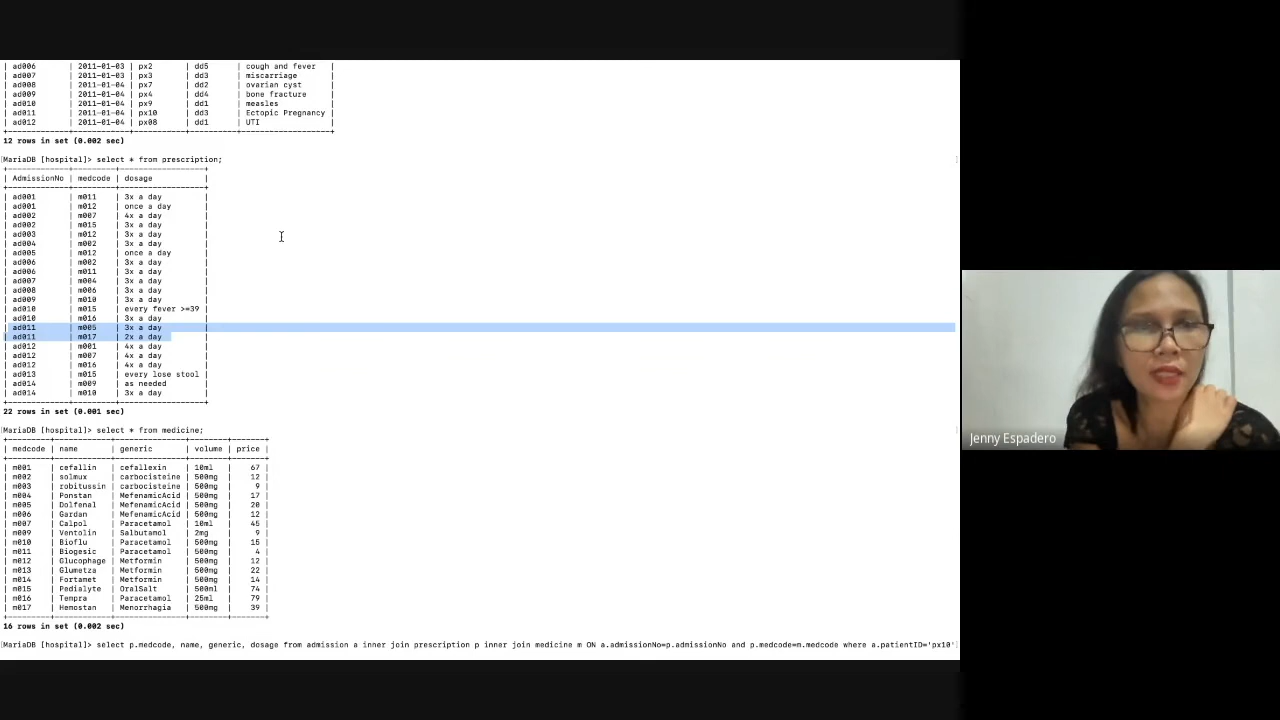 | ad006 | 2011-01-03 | px2 | dd5 | cough and fever |
| ad007 | 2011-01-03 | px3 | dd3 | miscarriage |
| ad008 | 2011-01-04 | px7 | dd2 | ovarian cyst |
| ad009 | 2011-01-04 | px4 | dd4 | bone fracture |
| ad010 | 2011-01-04 | px9 | dd1 | measles |
| ad011 | 2011-01-04 | px10 | dd3 | Ectopic Pregnancy |
| ad012 | 2011-01-04 | px08 | dd1 | UTI |
12 rows in set (0.002 sec)
MariaDB [hospital]> select * from prescription;
| AdmissionNo | medcode | dosage |
| ad001 | m011 | 3x a day |
| ad001 | m012 | once a day |
| ad002 | m007 | 4x a day |
| ad002 | m015 | 3x a day |
| ad003 | m012 | 3x a day |
| ad004 | m002 | 3x a day |
| ad005 | m012 | once a day |
| ad006 | m002 | 3x a day |
| ad006 | m011 | 3x a day |
| ad007 | m004 | 3x a day |
| ad008 | m006 | 3x a day |
| ad009 | m010 | 3x a day |
| ad010 | m015 | every fever >=39 |
| ad010 | m016 | 3x a day |
| ad011 | m005 | 3x a day |
| ad011 | m017 | 2x a day |
| ad012 | m001 | 4x a day |
| ad012 | m007 | 4x a day |
| ad012 | m016 | 4x a day |
| ad013 | m015 | every lose stool |
| ad014 | m009 | as needed |
| ad014 | m010 | 3x a day |
22 rows in set (0.001 sec)
MariaDB [hospital]> select * from medicine;
| medcode | name | generic | volume | price |
| m001 | cefallin | cefallexin | 10ml | 67 |
| m002 | solmux | carbocisteine | 500mg | 12 |
| m003 | robitussin | carbocisteine | 500mg | 9 |
| m004 | Ponstan | MefenamicAcid | 500mg | 17 |
| m005 | Dolfenal | MefenamicAcid | 500mg | 20 |
| m006 | Gardan | MefenamicAcid | 500mg | 12 |
| m007 | Calpol | Paracetamol | 10ml | 45 |
| m009 | Ventolin | Salbutamol | 2mg | 9 |
| m010 | Bioflu | Paracetamol | 500mg | 15 |
| m011 | Biogesic | Paracetamol | 500mg | 4 |
| m012 | Glucophage | Metformin | 500mg | 12 |
| m013 | Glumetza | Metformin | 500mg | 22 |
| m014 | Fortamet | Metformin | 500mg | 14 |
| m015 | Pedialyte | OralSalt | 500ml | 74 |
| m016 | Tempra | Paracetamol | 25ml | 79 |
| m017 | Hemostan | Menorrhagia | 500mg | 39 |
16 rows in set (0.002 sec)
MariaDB [hospital]> select p.medcode, name, generic, dosage from admission a inner join prescription p inner join medicine m ON a.admissionNo=p.admissionNo and p.medcode=m.medcode where a.patientID='px10'
Jenny Espadero